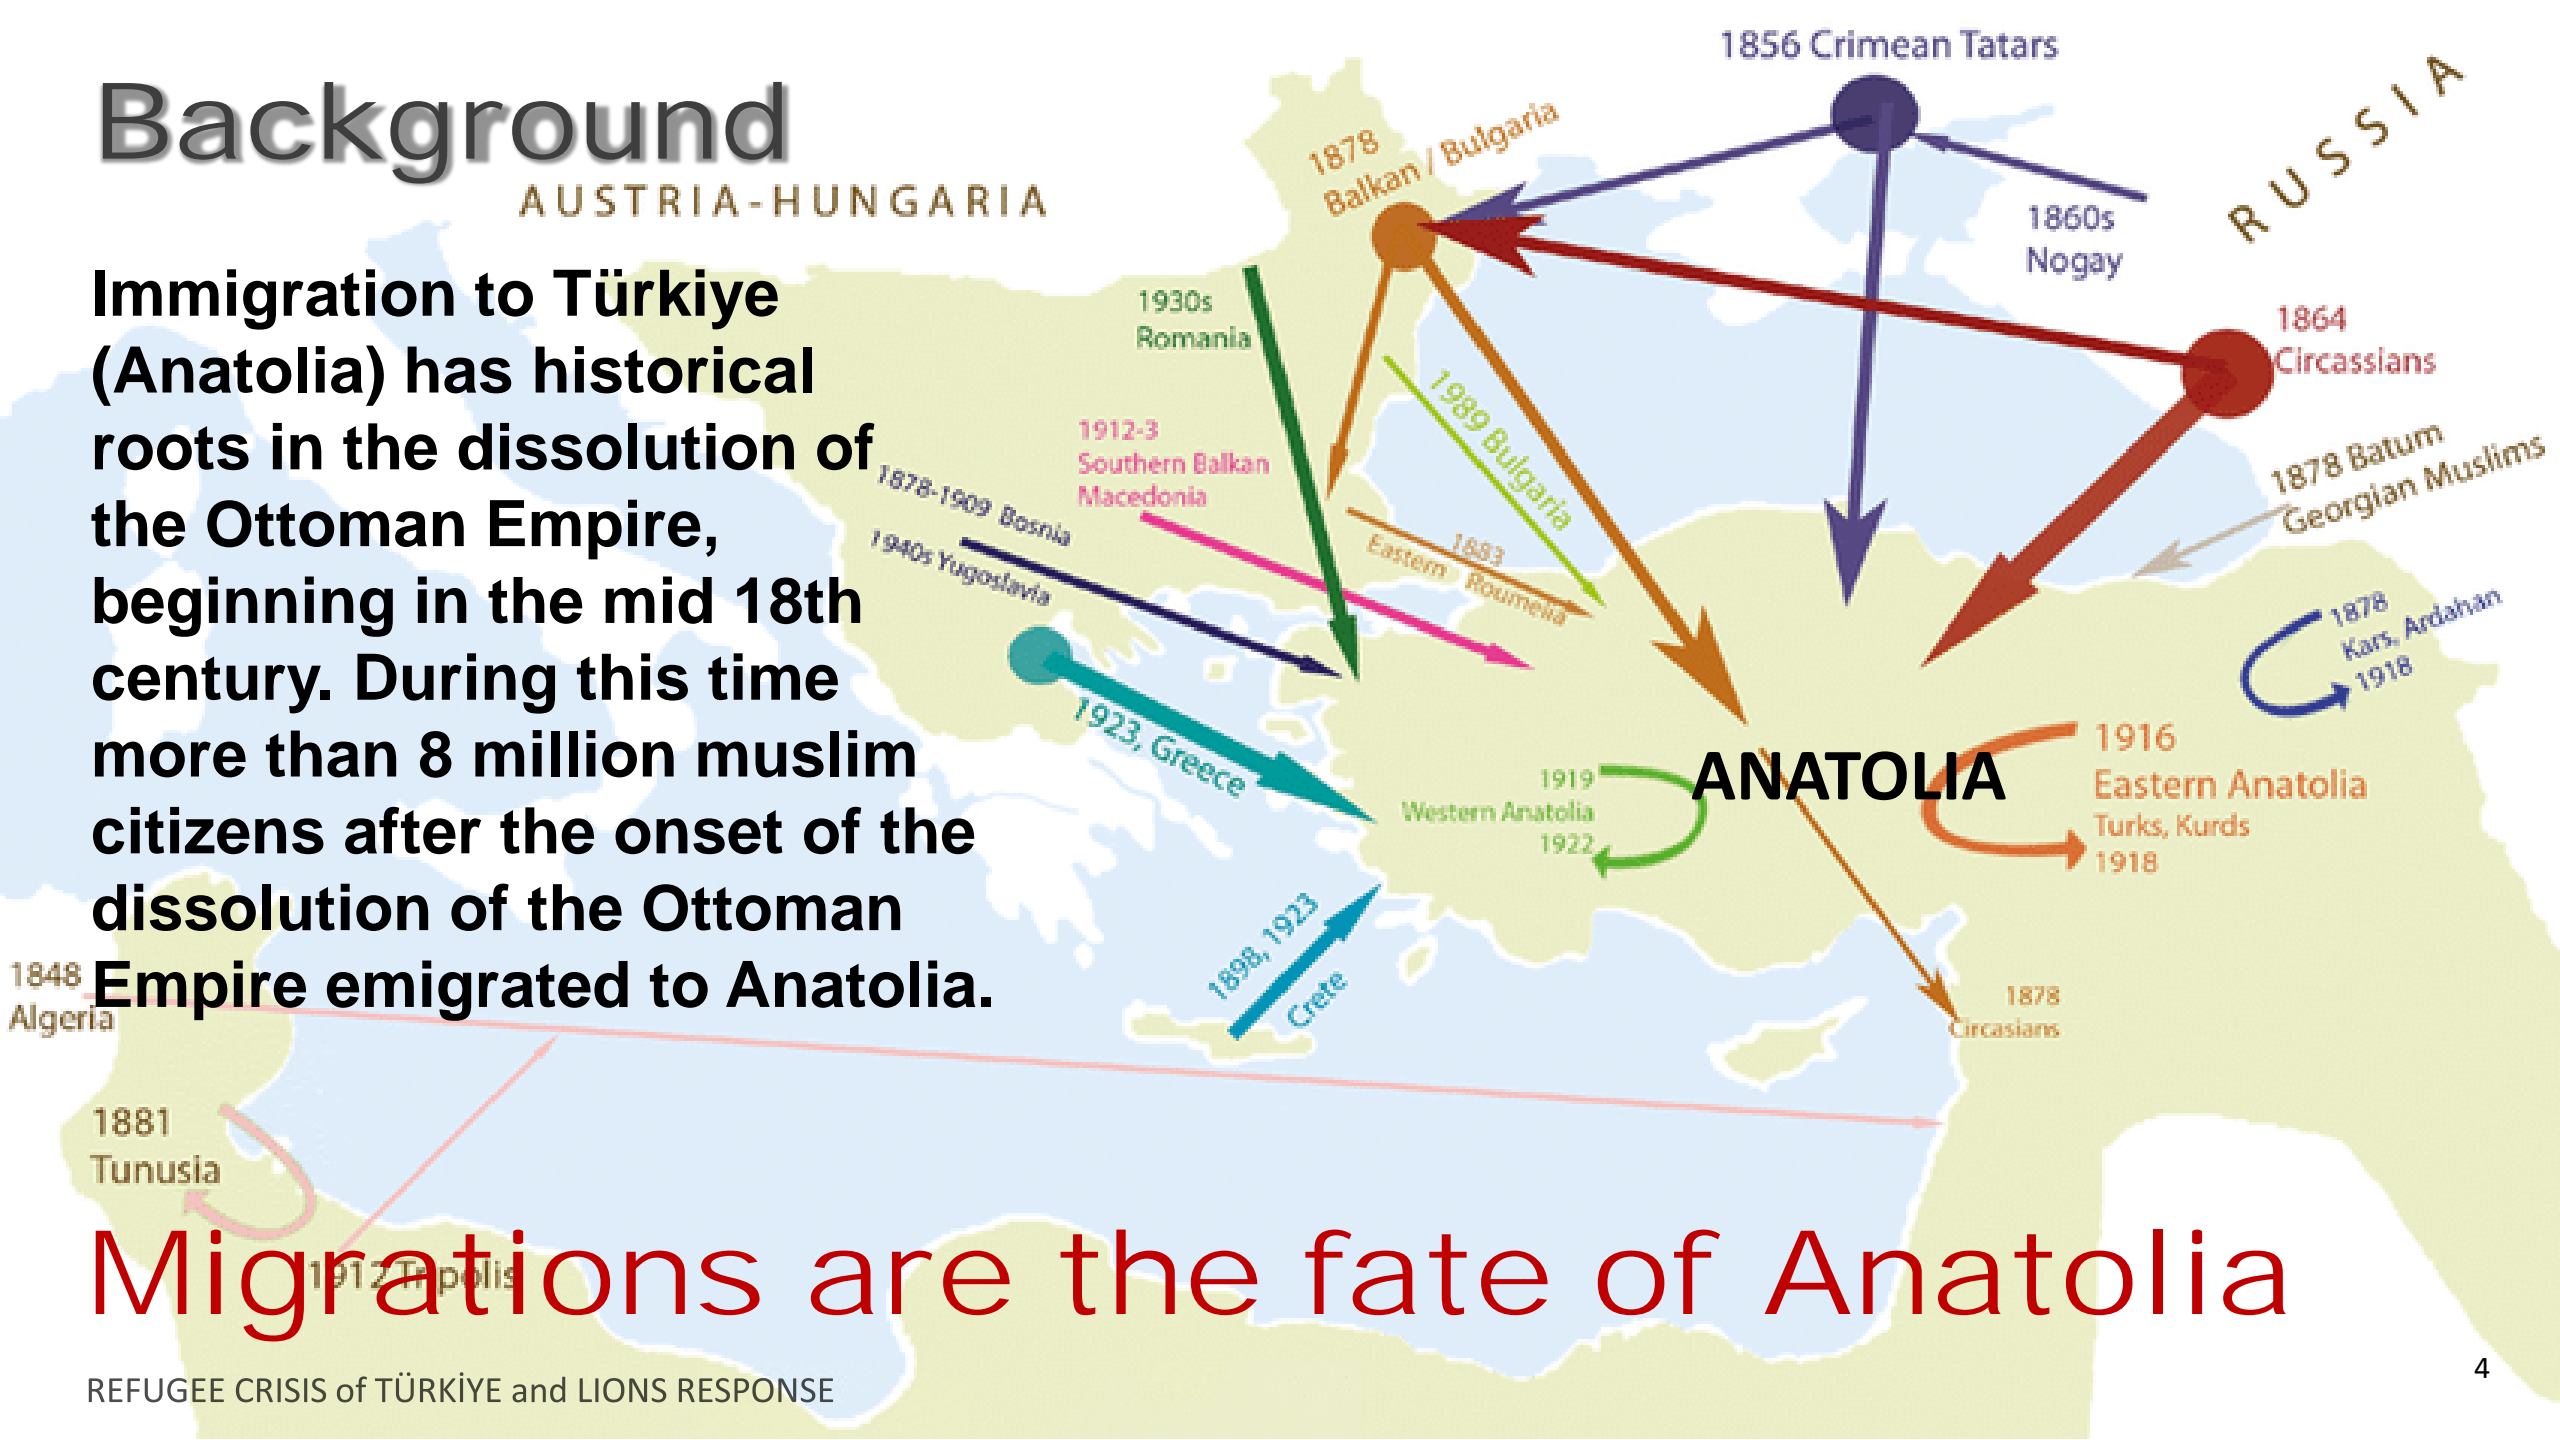 Background
AUSTRIA-HUNGARIA
Immigration to Türkiye
(Anatolia) has historical
roots in the dissolution of
the Ottoman Empire,
beginning in the mid 18th
century. During this time
more than 8 million muslim
citizens after the onset of the
dissolution of the Ottoman
Empire emigrated to Anatolia.
1856 Crimean Tatars
RUSSIA
1878
Balkan / Bulgaria
1860s
Nogay
1864
Circassians
1930s
Romania
1989 Bulgaria
1912-3
Southern Balkan
Macedonia
1878 Batum
Georgian Muslims
1878-1909 Bosnia
1940s Yugoslavia
1883
Eastern Roumelia
1878
Kars, Ardahan
1918
1923, Greece
ANATOLIA
1919
Western Anatolia
1922
1916
Eastern Anatolia
Turks, Kurds
1918
1898, 1923
Crete
1878
Circasians
1848
Algeria
1881
Tunusia
1912 Tripolis
Migrations are the fate of Anatolia
REFUGEE CRISIS of TÜRKİYE and LIONS RESPONSE
4